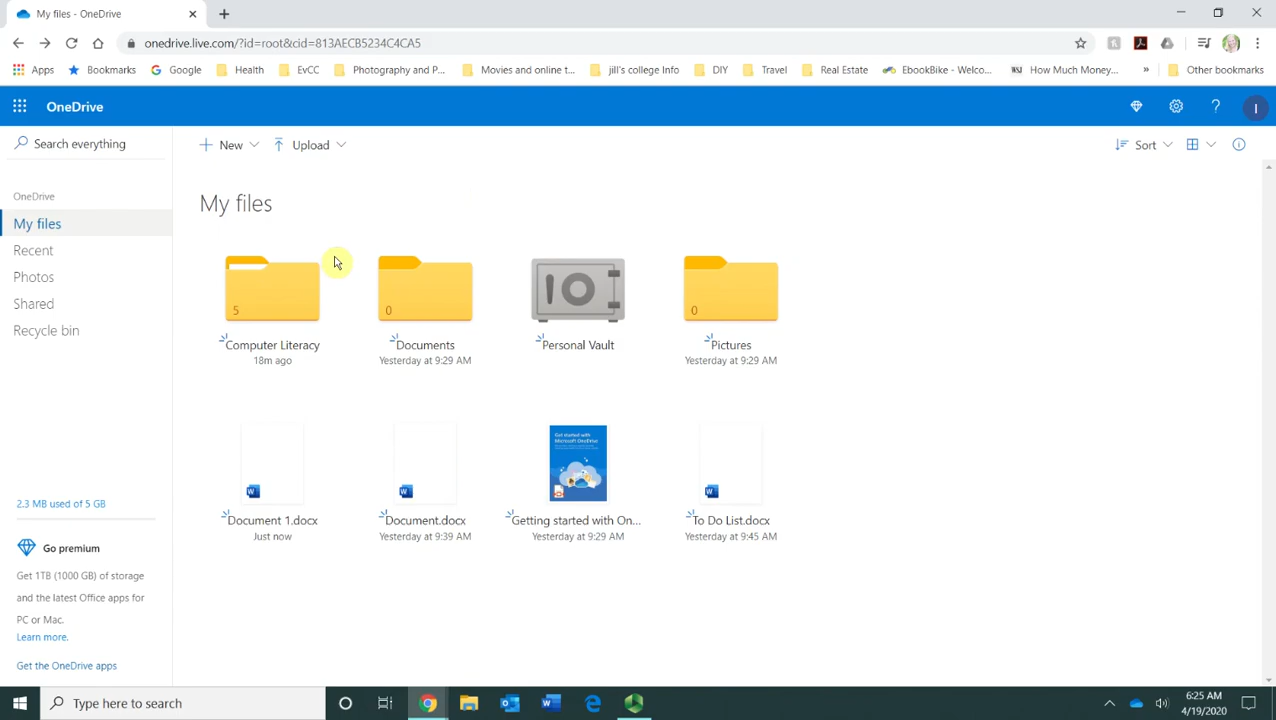 My files - OneDrive
onedrive.live.com/?id=root&cid=813AECB5234C4CA5
Apps Bookmarks Google Health EvCC Photography and P... Movies and online t... jill's college Info DIY Travel Real Estate EbookBike - Welco... WSJ How Much Money... » Other bookmarks
OneDrive ? I
Search everything
New Upload Sort
OneDrive
My files
Recent
Photos
Shared
Recycle bin
My files
5 0 0
Computer Literacy Documents Personal Vault Pictures
18m ago Yesterday at 9:29 AM Yesterday at 9:29 AM
Get started with
Microsoft OneDrive
W W W
Document 1.docx Document.docx Getting started with On... To Do List.docx
Just now Yesterday at 9:39 AM Yesterday at 9:29 AM Yesterday at 9:45 AM
2.3 MB used of 5 GB
Go premium
Get 1TB (1000 GB) of storage
and the latest Office apps for
PC or Mac.
Learn more.
Get the OneDrive apps
Type here to search
6:25 AM
4/19/2020